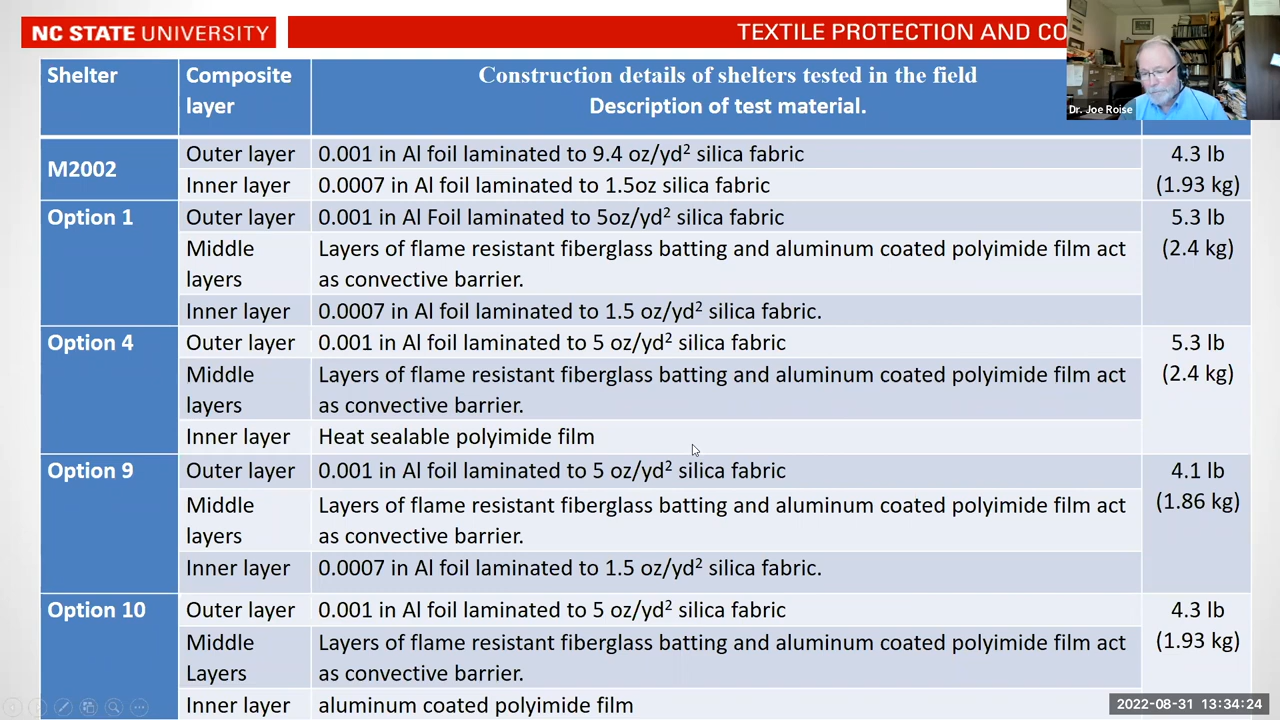 NC STATE UNIVERSITY
TEXTILE PROTECTION AND CO
Dr. Joe Roise
Shelter
Composite layer
Construction details of shelters tested in the field
Description of test material.
M2002
Outer layer
0.001 in Al foil laminated to 9.4 oz/yd² silica fabric
4.3 lb
(1.93 kg)
Inner layer
0.0007 in Al foil laminated to 1.5oz silica fabric
Option 1
Outer layer
0.001 in Al Foil laminated to 5oz/yd² silica fabric
5.3 lb
(2.4 kg)
Middle
layers
Layers of flame resistant fiberglass batting and aluminum coated polyimide film act
as convective barrier.
Inner layer
0.0007 in Al foil laminated to 1.5 oz/yd² silica fabric.
Option 4
Outer layer
0.001 in Al foil laminated to 5 oz/yd² silica fabric
5.3 lb
(2.4 kg)
Middle
layers
Layers of flame resistant fiberglass batting and aluminum coated polyimide film act
as convective barrier.
Inner layer
Heat sealable polyimide film
Option 9
Outer layer
0.001 in Al foil laminated to 5 oz/yd² silica fabric
4.1 lb
(1.86 kg)
Middle
layers
Layers of flame resistant fiberglass batting and aluminum coated polyimide film act
as convective barrier.
Inner layer
0.0007 in Al foil laminated to 1.5 oz/yd² silica fabric.
Option 10
Outer layer
0.001 in Al foil laminated to 5 oz/yd² silica fabric
4.3 lb
(1.93 kg)
Middle
Layers
Layers of flame resistant fiberglass batting and aluminum coated polyimide film act
as convective barrier.
Inner layer
aluminum coated polyimide film
2022-08-31 13:34:24